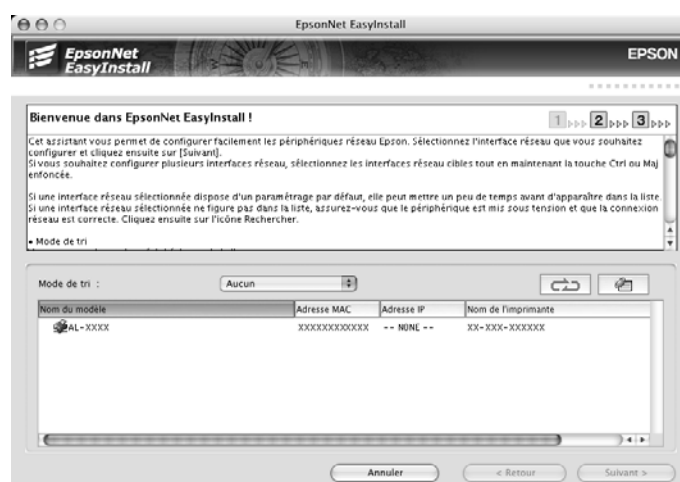 EpsonNet EasyInstall
EpsonNet
EasyInstall
EPSON
Bienvenue dans EpsonNet EasyInstall !
1 2 3
Cet assistant vous permet de configurer facilement les périphériques réseau Epson. Sélectionnez l'interface réseau que vous souhaitez
configurer et cliquez ensuite sur [Suivant].
Si vous souhaitez configurer plusieurs interfaces réseau, sélectionnez les interfaces réseau cibles tout en maintenant la touche Ctrl ou Maj
enfoncée.
Si une interface réseau sélectionnée dispose d'un paramétrage par défaut, elle peut mettre un peu de temps avant d'apparaître dans la liste.
Si une interface réseau sélectionnée ne figure pas dans la liste, assurez-vous que le périphérique est mis sous tension et que la connexion
réseau est correcte. Cliquez ensuite sur l'icône Rechercher.
• Mode de tri
Mode de tri :
Aucun
Nom du modèle Adresse MAC Adresse IP Nom de l'imprimante
AL-XXXX XXXXXXXXXXXX -- NONE -- XX-XXX-XXXXXX
Annuler
< Retour
Suivant >